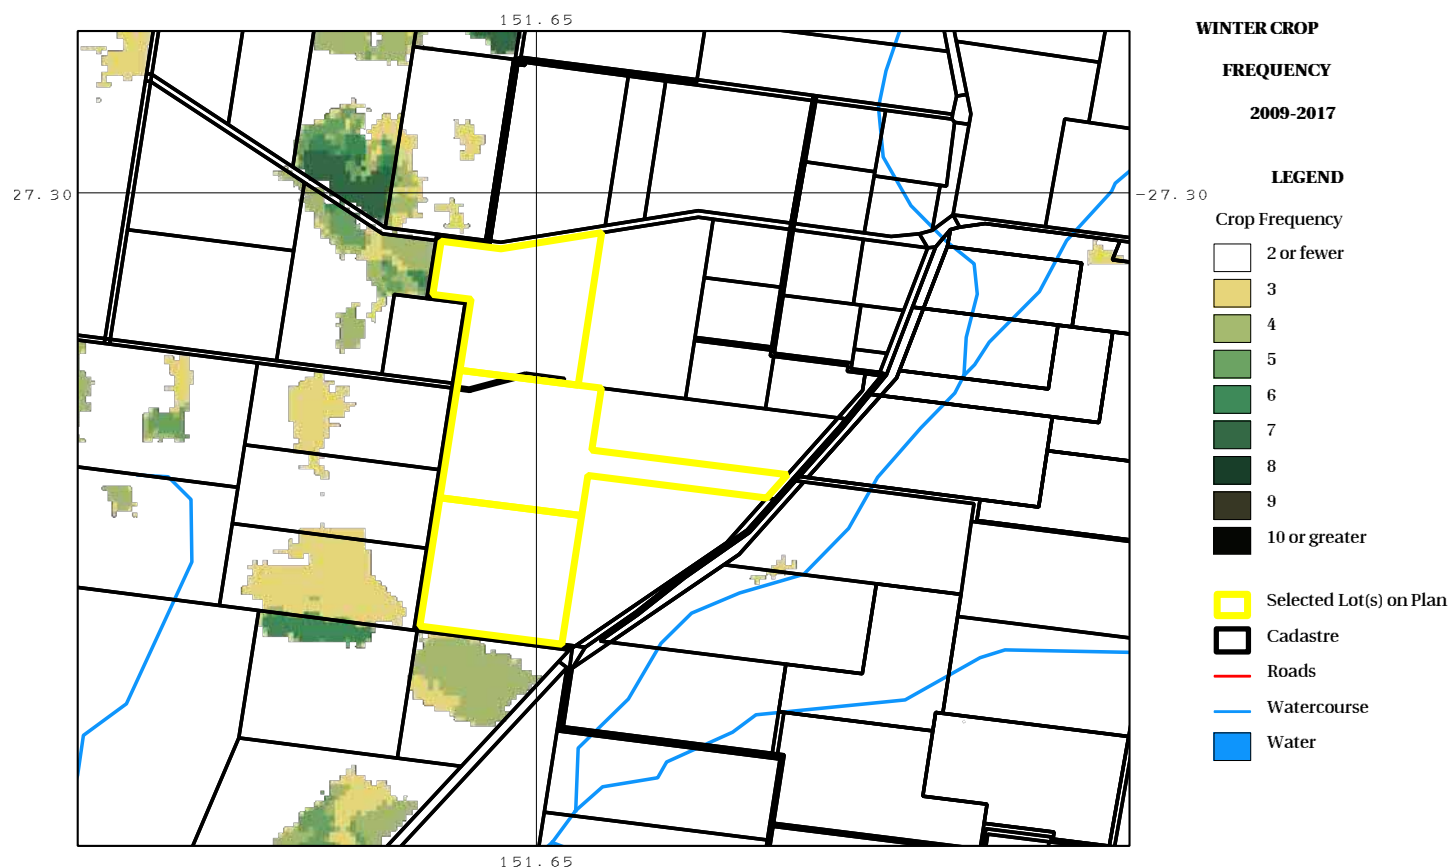 151.65
WINTER CROP
FREQUENCY
2009-2017
27.30
-27.30
LEGEND
Crop Frequency
2 or fewer
3
4
5
6
7
8
9
10 or greater
Selected Lot(s) on Plan
Cadastre
Roads
Watercourse
Water
151.65